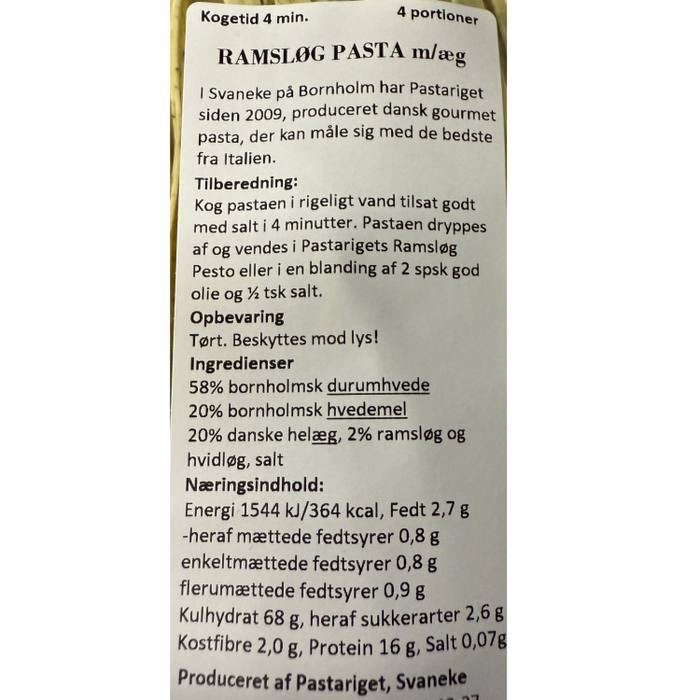 Kogetid 4 min. 4 portioner
RAMSLØG PASTA m/æg
I Svaneke på Bornholm har Pastariget
siden 2009, produceret dansk gourmet
pasta, der kan måle sig med de bedste
fra Italien.
Tilberedning:
Kog pastaen i rigeligt vand tilsat godt
med salt i 4 minutter. Pastaen dryppes
af og vendes i Pastarigets Ramsløg
Pesto eller i en blanding af 2 spsk god
olie og ½ tsk salt.
Opbevaring
Tørt. Beskyttes mod lys!
Ingredienser
58% bornholmsk durumhvede
20% bornholmsk hvedemel
20% danske helæg, 2% ramsløg og
hvidløg, salt
Næringsindhold:
Energi 1544 kJ/364 kcal, Fedt 2,7 g
-heraf mættede fedtsyrer 0,8 g
enkeltmættede fedtsyrer 0,8 g
flerumættede fedtsyrer 0,9 g
Kulhydrat 68 g, heraf sukkerarter 2,6 g
Kostfibre 2,0 g, Protein 16 g, Salt 0,07g
Produceret af Pastariget, Svaneke